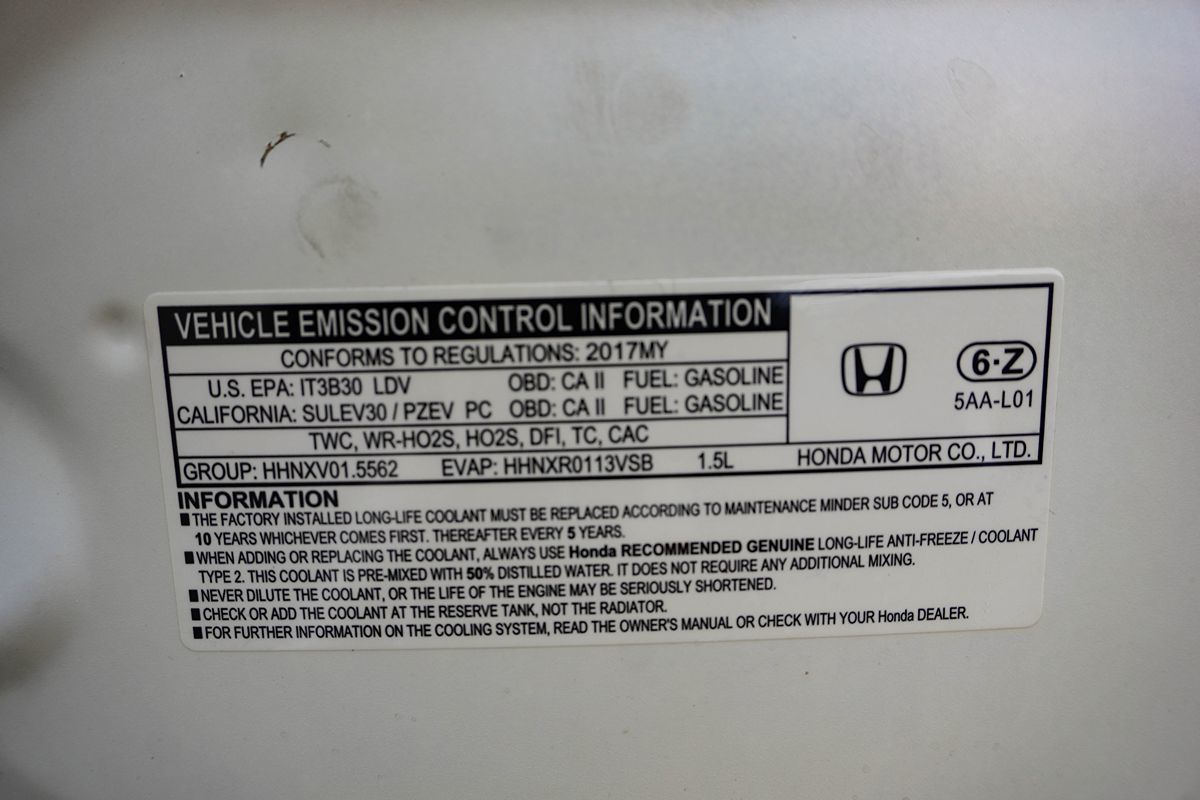 VEHICLE EMISSION CONTROL INFORMATION
CONFORMS TO REGULATIONS: 2017MY
U.S. EPA: IT3B30 LDV OBD: CA II FUEL: GASOLINE
CALIFORNIA: SULEV30 / PZEV PC OBD: CA II FUEL: GASOLINE
TWC, WR-HO2S, HO2S, DFI, TC, CAC
GROUP: HHNXV01.5562 EVAP: HHNXR0113VSB 1.5L
6·Z
5AA-L01
HONDA MOTOR CO., LTD.
INFORMATION
■ THE FACTORY INSTALLED LONG-LIFE COOLANT MUST BE REPLACED ACCORDING TO MAINTENANCE MINDER SUB CODE 5, OR AT
10 YEARS WHICHEVER COMES FIRST. THEREAFTER EVERY 5 YEARS.
■ WHEN ADDING OR REPLACING THE COOLANT, ALWAYS USE Honda RECOMMENDED GENUINE LONG-LIFE ANTI-FREEZE / COOLANT
TYPE 2. THIS COOLANT IS PRE-MIXED WITH 50% DISTILLED WATER. IT DOES NOT REQUIRE ANY ADDITIONAL MIXING.
■ NEVER DILUTE THE COOLANT, OR THE LIFE OF THE ENGINE MAY BE SERIOUSLY SHORTENED.
■ CHECK OR ADD THE COOLANT AT THE RESERVE TANK, NOT THE RADIATOR.
■ FOR FURTHER INFORMATION ON THE COOLING SYSTEM, READ THE OWNER'S MANUAL OR CHECK WITH YOUR Honda DEALER.